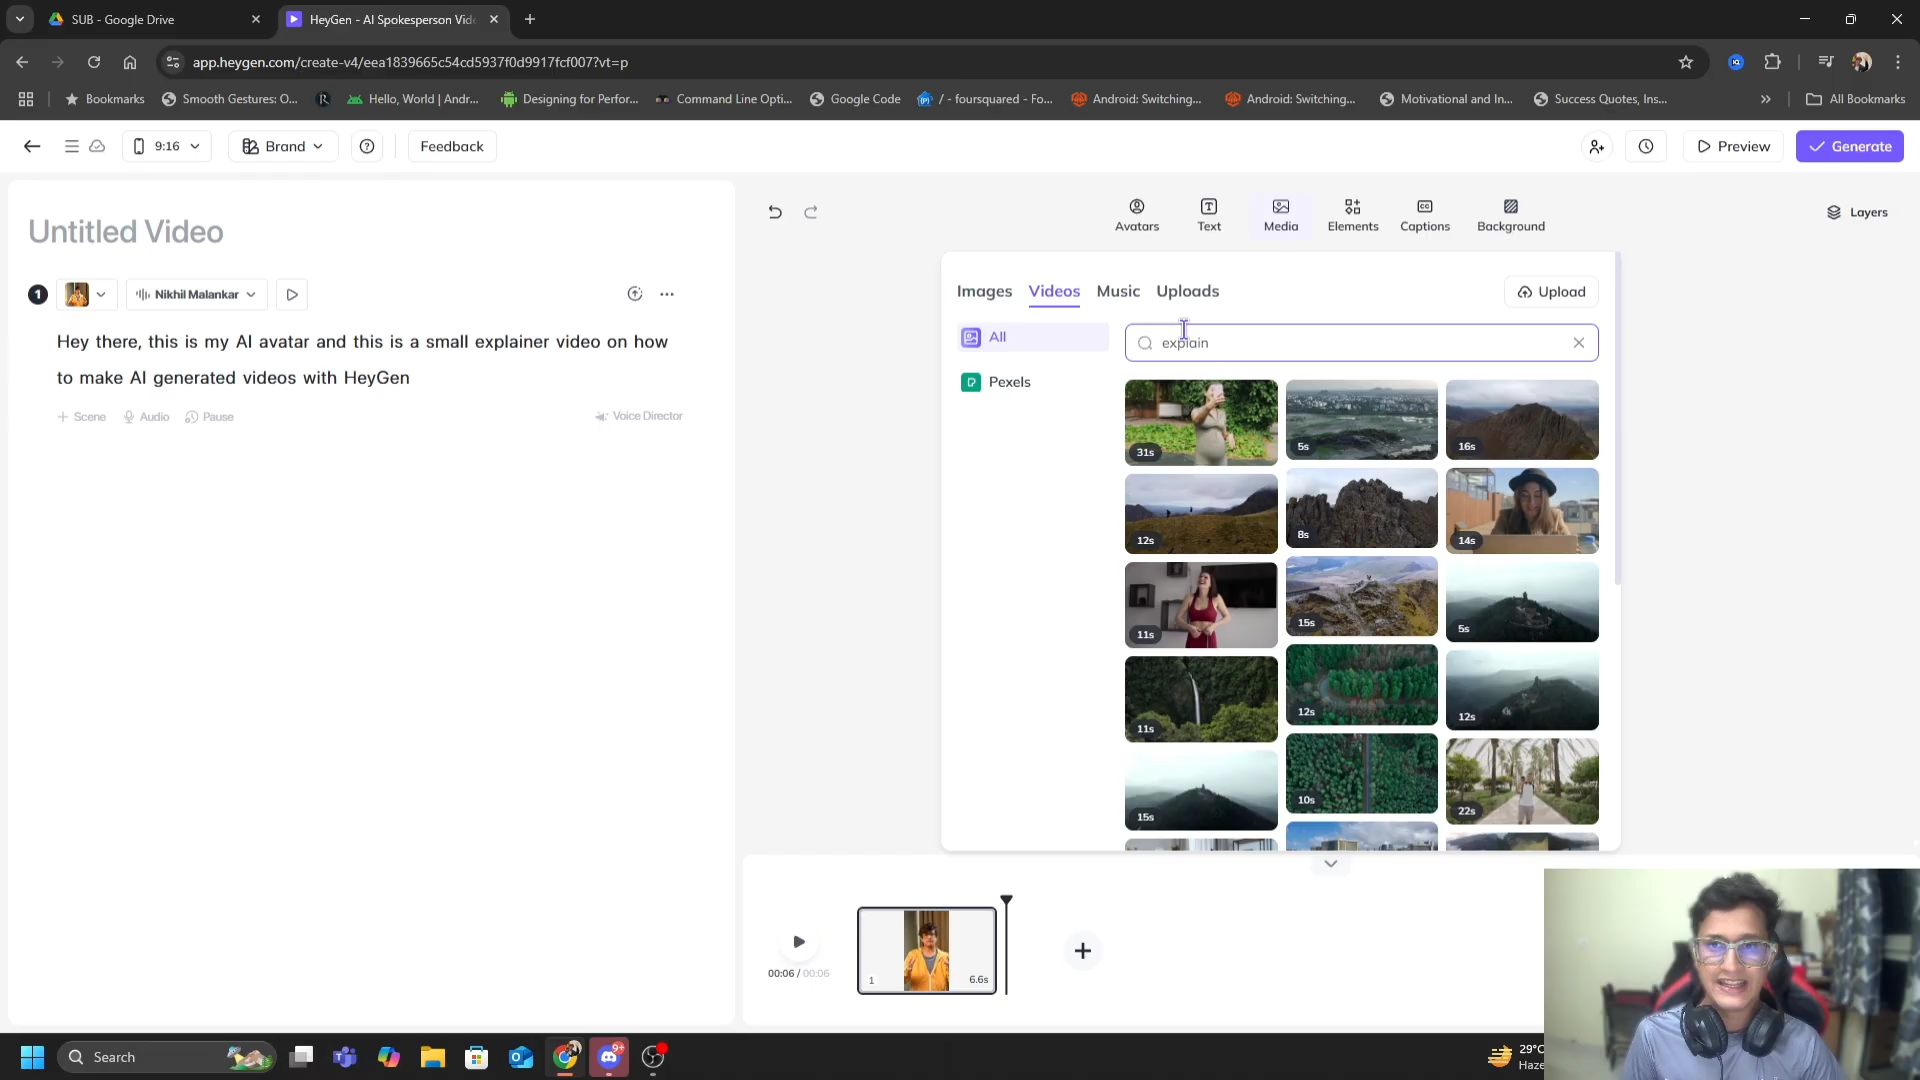 SUB - Google Drive
HeyGen - AI Spokesperson Vid
app.heygen.com/create-v4/eea1839665c54cd5937f0d9917fcf007?vt=p
Bookmarks
Smooth Gestures: O...
Hello, World | Andr...
Designing for Perfor...
Command Line Opti...
Google Code
/ - foursquared - Fo...
Android: Switching...
Android: Switching...
Motivational and In...
Success Quotes, Ins...
All Bookmarks
9:16
Brand
Feedback
Preview
Generate
Untitled Video
Avatars
Text
Media
Elements
Captions
Background
Layers
1
Nikhil Malankar
Hey there, this is my AI avatar and this is a small explainer video on how
to make AI generated videos with HeyGen
+ Scene
Audio
Pause
Voice Director
Images
Videos
Music
Uploads
Upload
All
Pexels
explain
31s
5s
16s
12s
8s
14s
11s
15s
5s
11s
12s
12s
15s
10s
22s
00:06 / 00:06
1
6.6s
Search
9+
29°C
Haze